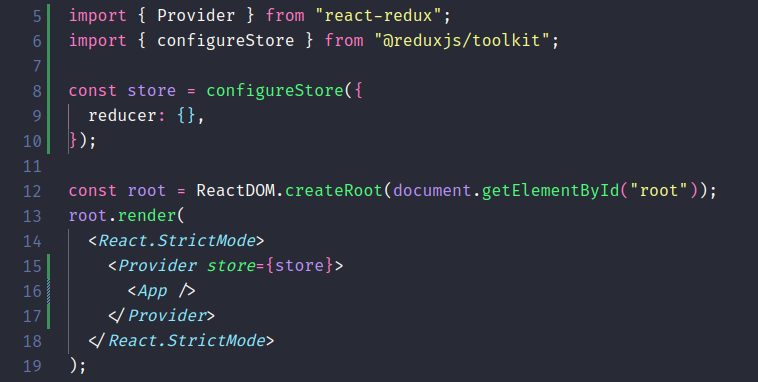 5 import { Provider } from "react-redux";
6 import { configureStore } from "@reduxjs/toolkit";
7
8 const store = configureStore({
9   reducer: {},
10 });
11
12 const root = ReactDOM.createRoot(document.getElementById("root"));
13 root.render(
14   <React.StrictMode>
15     <Provider store={store}>
16       <App />
17     </Provider>
18   </React.StrictMode>
19 );